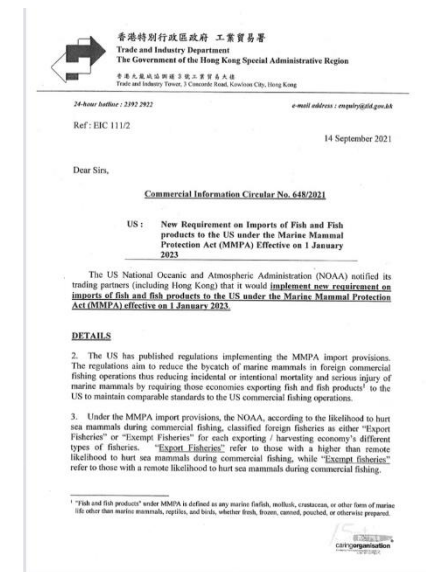 香港特別行政區政府 工業貿易署
Trade and Industry Department
The Government of the Hong Kong Special Administrative Region
香港九龍城協調道3號工業貿易大樓
Trade and Industry Tower, 3 Concorde Road, Kowloon City, Hong Kong
24-hour hotline : 2392 2922
e-mail address : enquiry@tid.gov.hk
Ref : EIC 111/2
14 September 2021
Dear Sirs,
Commercial Information Circular No. 648/2021
US : New Requirement on Imports of Fish and Fish
products to the US under the Marine Mammal
Protection Act (MMPA) Effective on 1 January
2023
The US National Oceanic and Atmospheric Administration (NOAA) notified its
trading partners (including Hong Kong) that it would implement new requirement on
imports of fish and fish products to the US under the Marine Mammal Protection
Act (MMPA) effective on 1 January 2023.
DETAILS
2. The US has published regulations implementing the MMPA import provisions.
The regulations aim to reduce the bycatch of marine mammals in foreign commercial
fishing operations thus reducing incidental or intentional mortality and serious injury of
marine mammals by requiring those economies exporting fish and fish products¹ to the
US to maintain comparable standards to the US commercial fishing operations.
3. Under the MMPA import provisions, the NOAA, according to the likelihood to hurt
sea mammals during commercial fishing, classified foreign fisheries as either "Export
Fisheries" or "Exempt Fisheries" for each exporting / harvesting economy's different
types of fisheries. "Export Fisheries" refer to those with a higher than remote
likelihood to hurt sea mammals during commercial fishing, while "Exempt fisheries"
refer to those with a remote likelihood to hurt sea mammals during commercial fishing.
¹ "Fish and fish products" under MMPA is defined as any marine finfish, mollusk, crustacean, or other form of marine
life other than marine mammals, reptiles, and birds, whether fresh, frozen, canned, pouched, or otherwise prepared.
caringorganisation